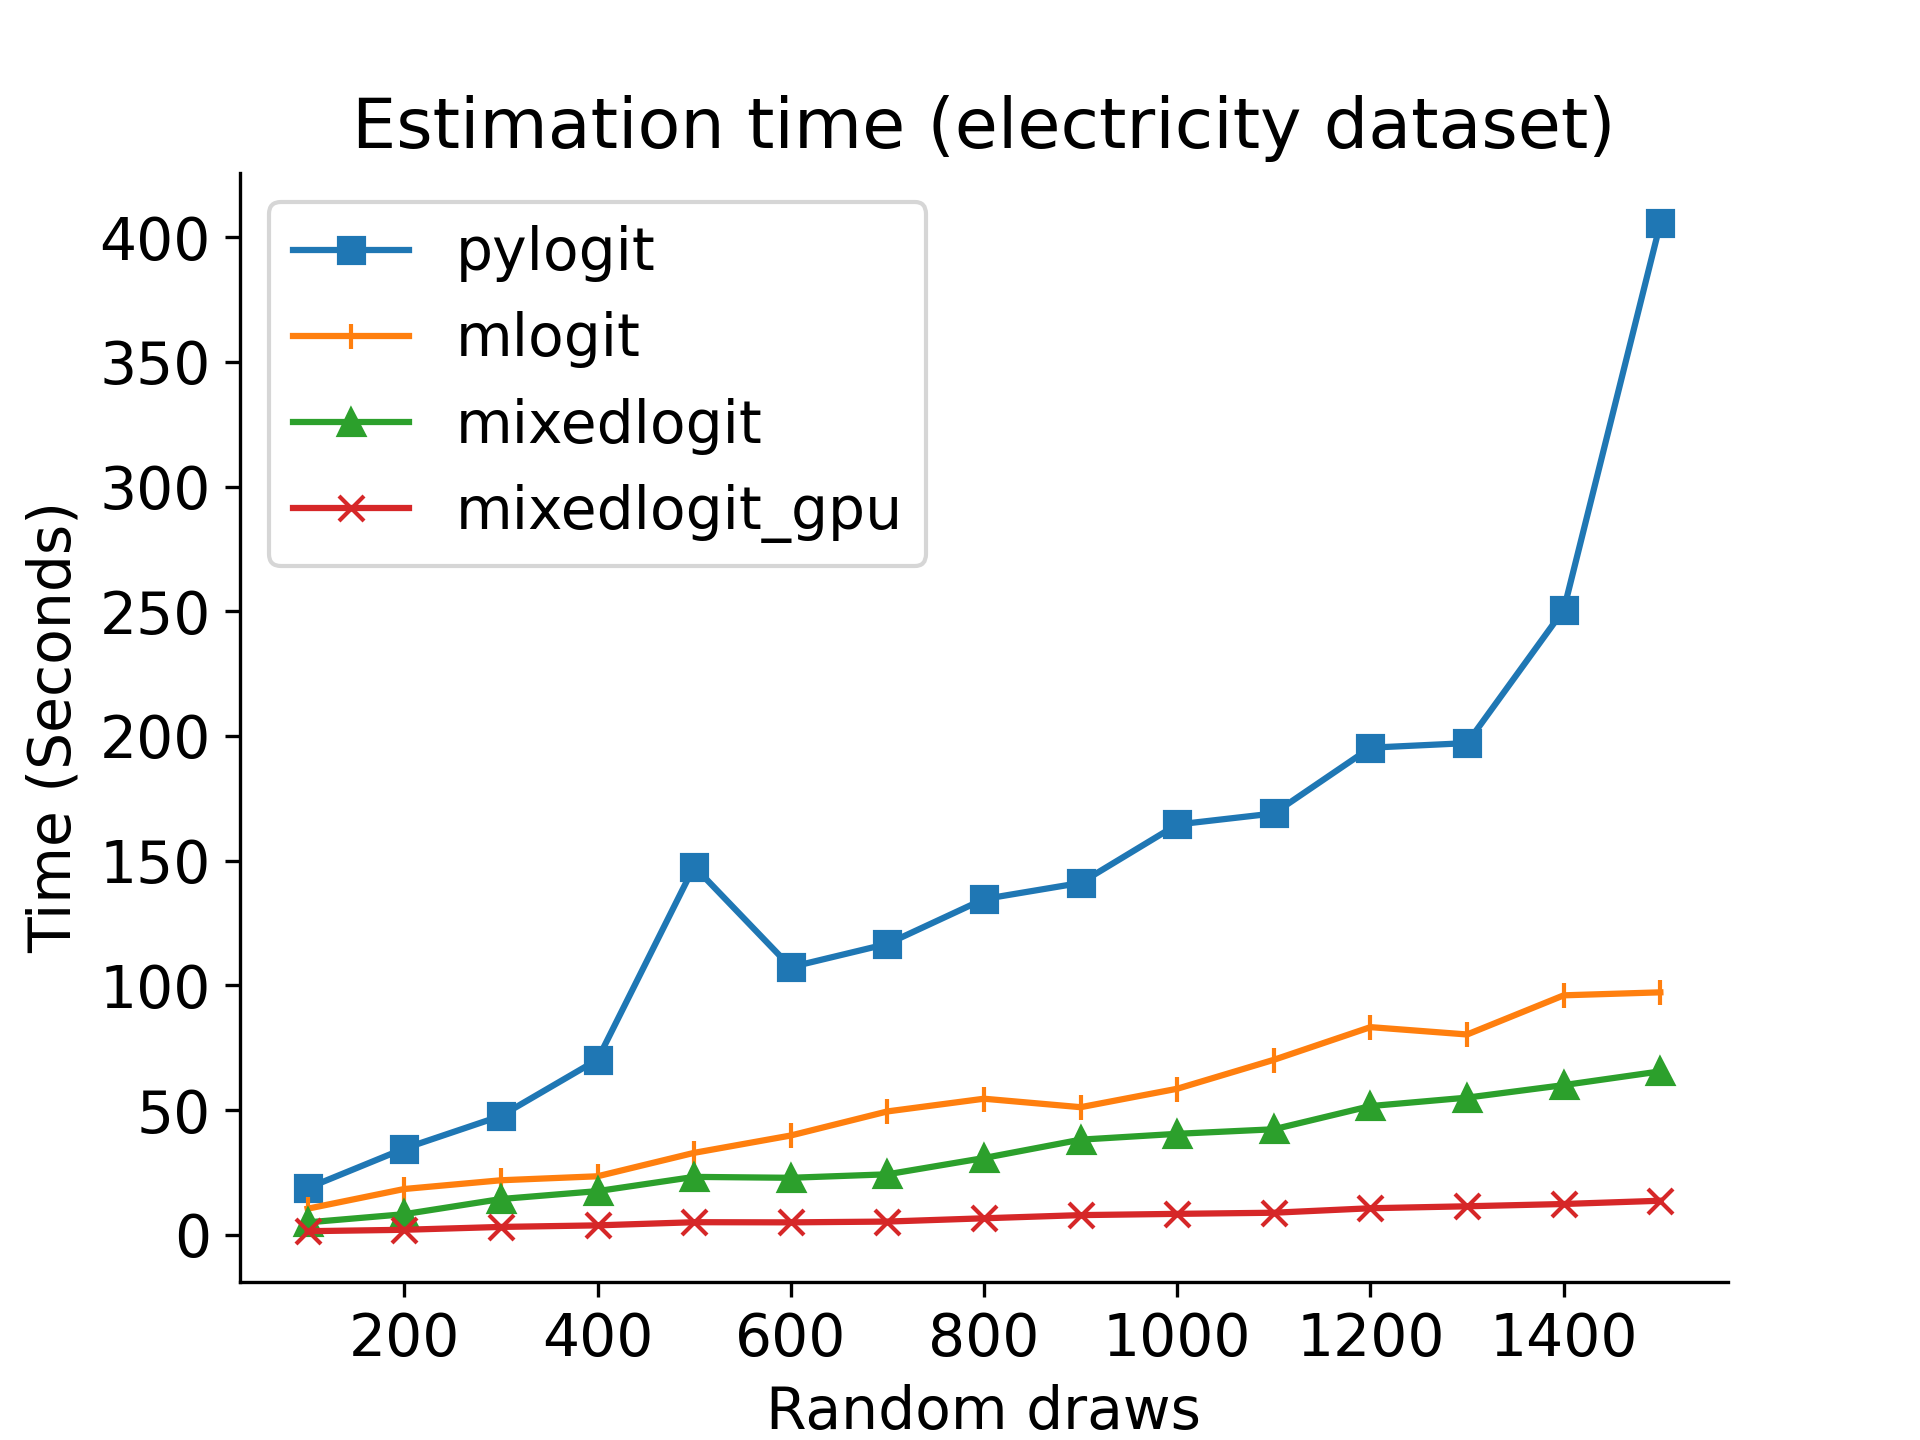 Estimation time (electricity dataset)
pylogit
mlogit
mixedlogit
mixedlogit_gpu
400
350
300
250
200
150
100
50
0
Time (Seconds)
200 400 600 800 1000 1200 1400
Random draws